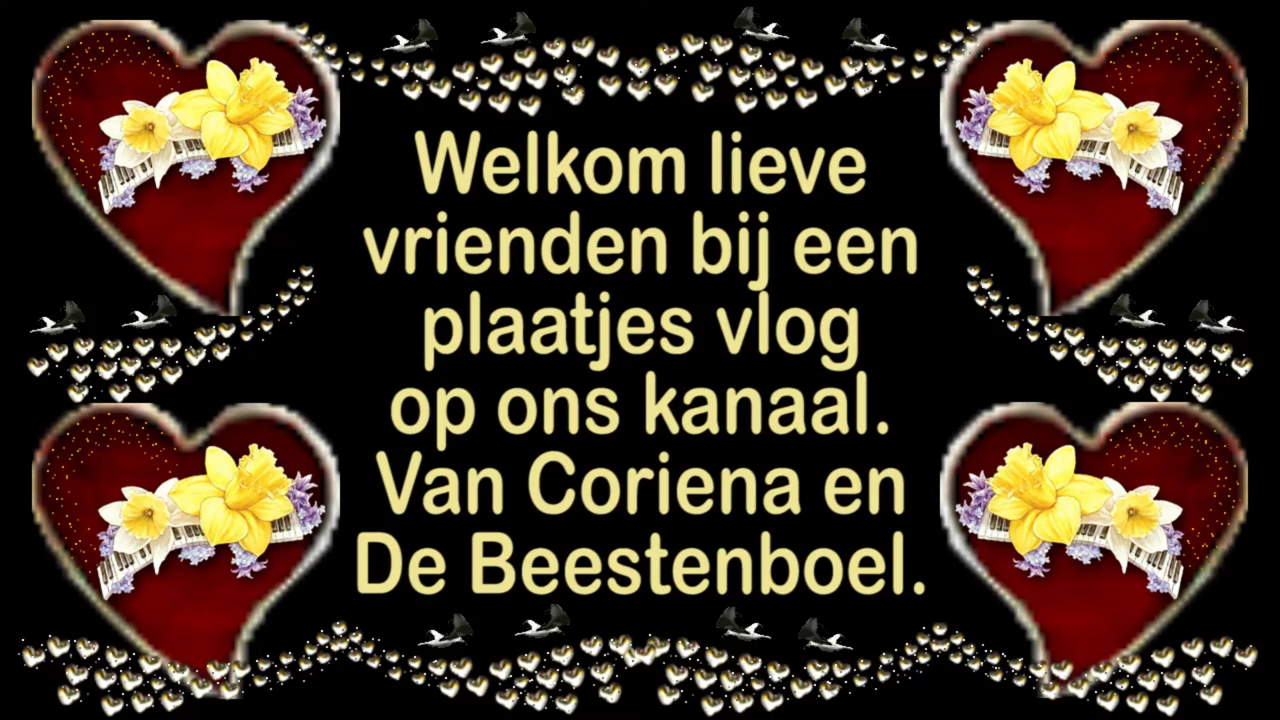 Welkom lieve
vrienden bij een
plaatjes vlog
op ons kanaal.
Van Coriena en
De Beestenboel.